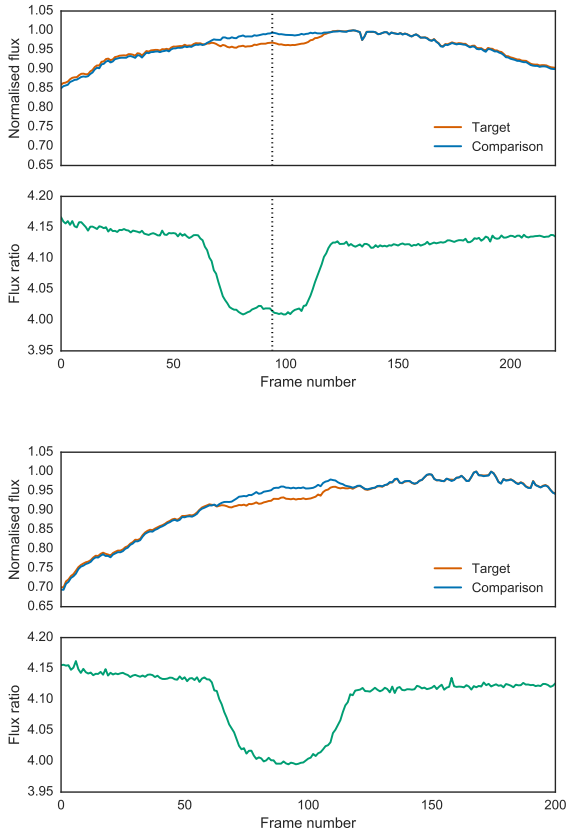 1.05
1.00
0.95
0.90
0.85
0.80
0.75
0.70
0.65
Normalised flux
Target
Comparison
4.20
4.15
4.10
4.05
4.00
3.95
Flux ratio
0 50 100 150 200
Frame number
1.05
1.00
0.95
0.90
0.85
0.80
0.75
0.70
0.65
Normalised flux
Target
Comparison
4.20
4.15
4.10
4.05
4.00
3.95
Flux ratio
0 50 100 150 200
Frame number